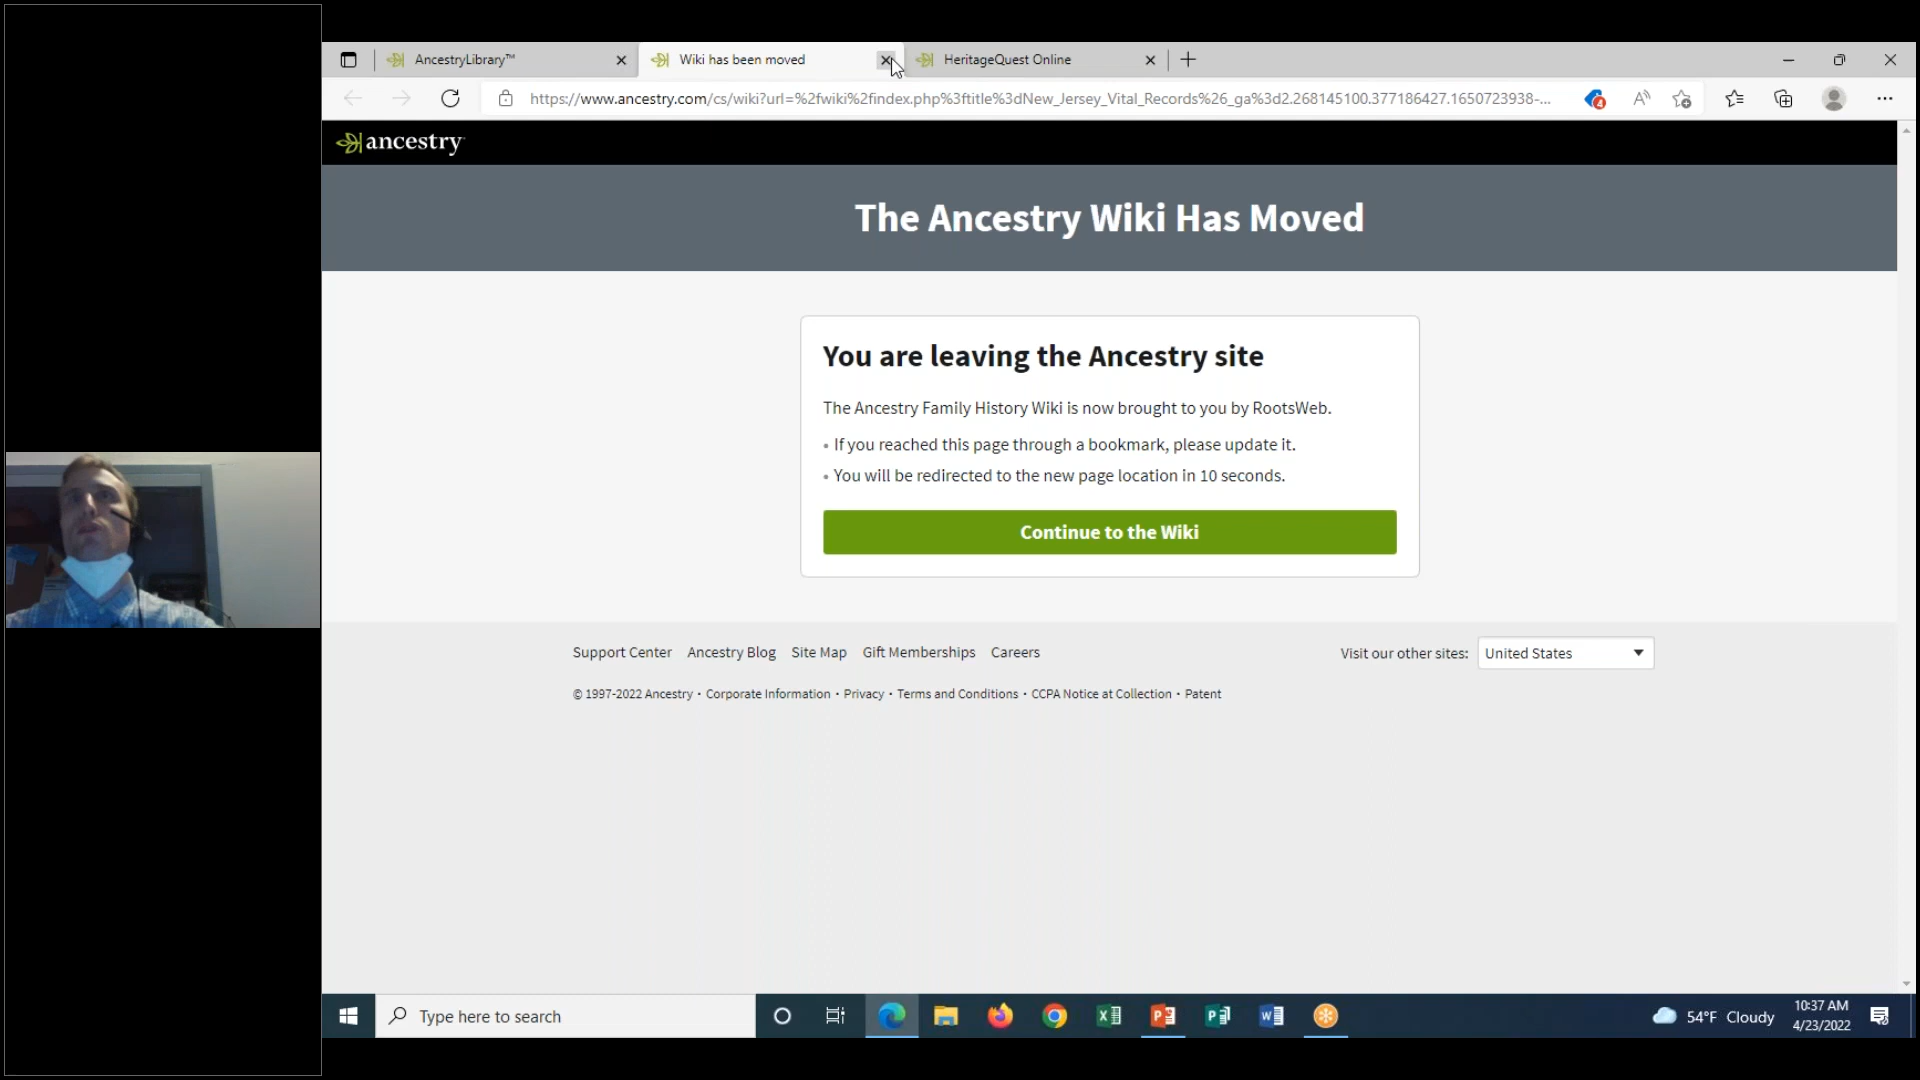 AncestryLibrary™
Wiki has been moved
HeritageQuest Online
https://www.ancestry.com/cs/wiki?url=%2fwiki%2findex.php%3ftitle%3dNew_Jersey_Vital_Records%26_ga%3d2.268145100.377186427.1650723938-...
4
ancestry
The Ancestry Wiki Has Moved
You are leaving the Ancestry site
The Ancestry Family History Wiki is now brought to you by RootsWeb.
• If you reached this page through a bookmark, please update it.
• You will be redirected to the new page location in 10 seconds.
Continue to the Wiki
Support Center Ancestry Blog Site Map Gift Memberships Careers
Visit our other sites: United States
© 1997-2022 Ancestry • Corporate Information • Privacy • Terms and Conditions • CCPA Notice at Collection • Patent
Type here to search
54°F Cloudy
10:37 AM
4/23/2022